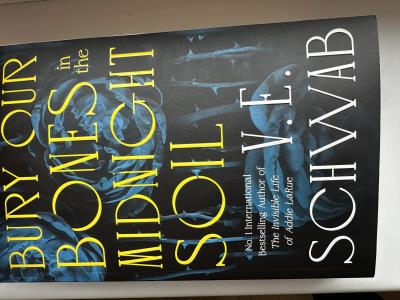 BURY OUR
BONES in the
MIDNIGHT
SOIL
No. 1 International
Bestselling Author of
The Invisible Life
of Addie LaRue
V. E.
SCHWAB